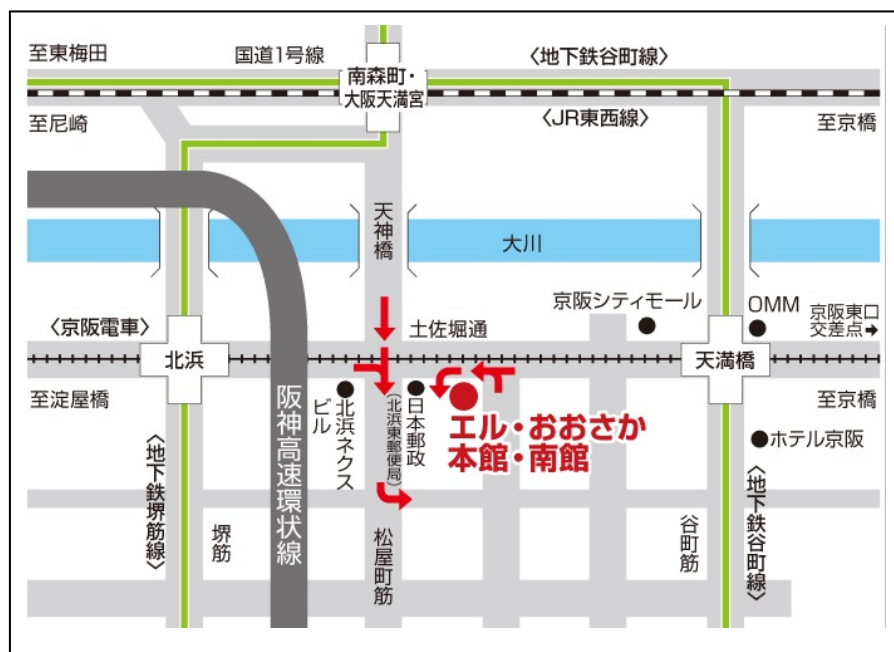 至東梅田
国道1号線
〈地下鉄谷町線〉
南森町・
大阪天満宮
至尼崎
〈JR東西線〉
至京橋
天神橋
大川
京阪シティモール
OMM
京阪東口
交差点➔
〈京阪電車〉
土佐堀通
北浜
天満橋
至淀屋橋
至京橋
阪神高速環状線
北浜ネクス
ビル
(北浜東郵便局)
日本郵政
エル・おおさか
本館・南館
ホテル京阪
〈地下鉄堺筋線〉
堺筋
松屋町筋
谷町筋
〈地下鉄谷町線〉